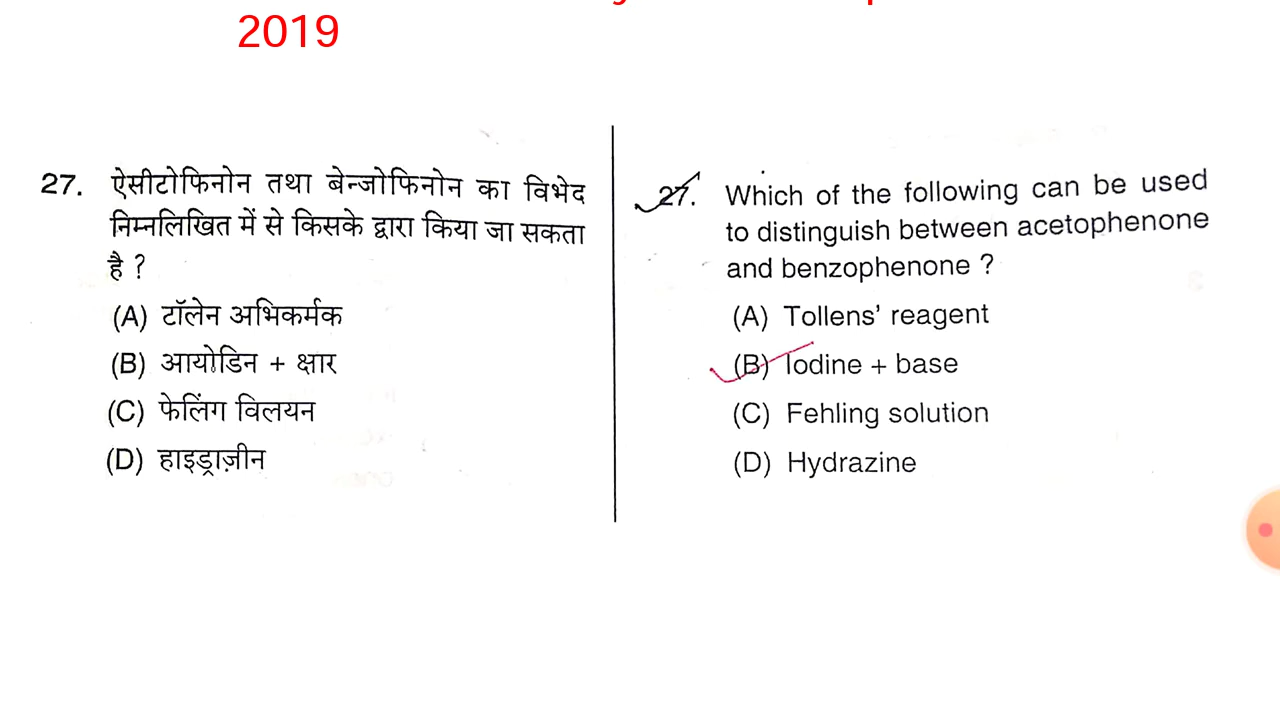 2019
27. ऐसीटोफिनोन तथा बेन्जोफिनोन का विभेद
निम्नलिखित में से किसके द्वारा किया जा सकता
है ?
(A) टॉलेन अभिकर्मक
(B) आयोडिन + क्षार
(C) फेलिंग विलयन
(D) हाइड्राज़ीन
27. Which of the following can be used
to distinguish between acetophenone
and benzophenone ?
(A) Tollens' reagent
(B) Iodine + base
(C) Fehling solution
(D) Hydrazine